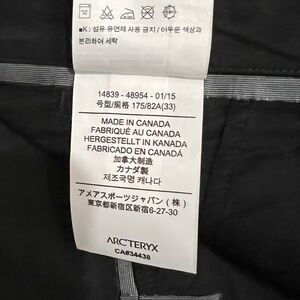 ■K : 섬유 유연제 사용 금지 / 어두운 색상과
분리하여 세탁
14839 - 48954 - 01/15
号型/规格 175/82A(33)
MADE IN CANADA
FABRIQUÉ AU CANADA
HERGESTELLT IN KANADA
FABRICADO EN CANADÁ
加拿大制造
カナダ製
제조국명 캐나다
アメアスポーツジャパン (株)
東京都新宿区新宿6-27-30
ARC'TERYX
CA#34438